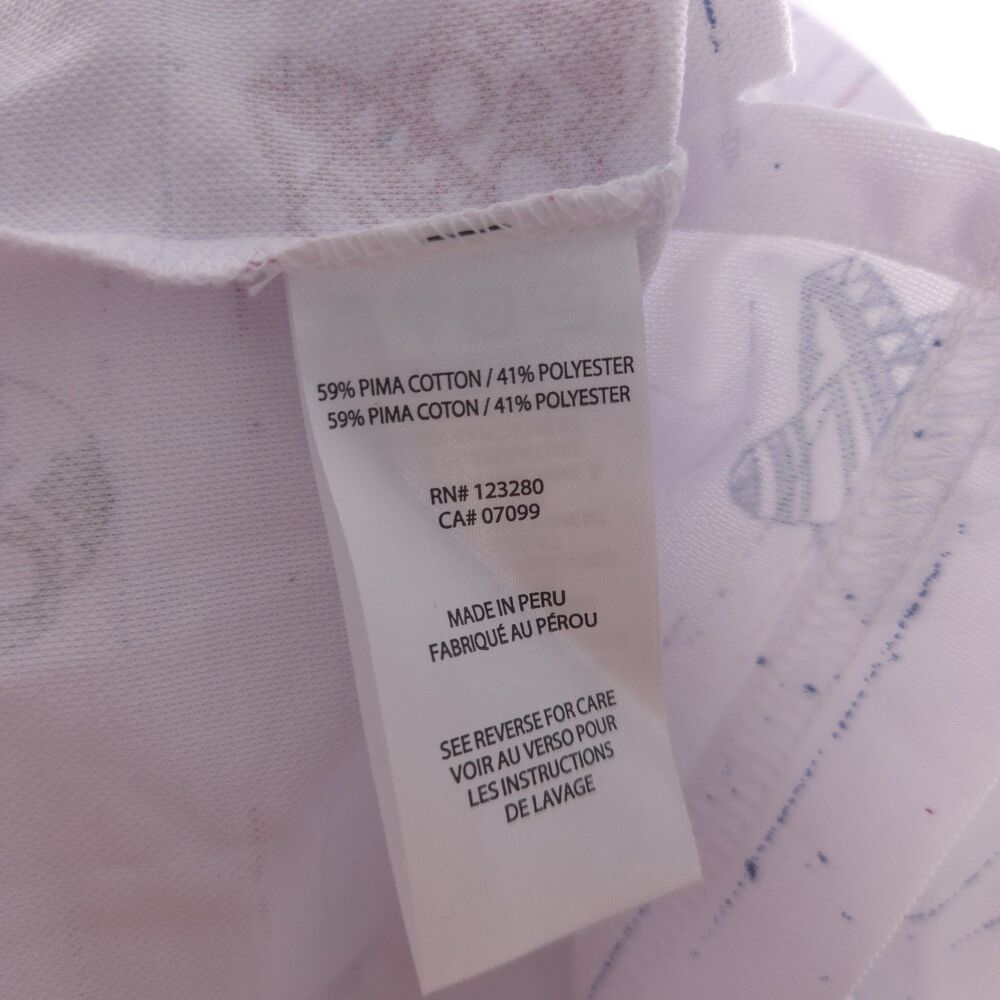 59% PIMA COTTON / 41% POLYESTER
59% PIMA COTON / 41% POLYESTER
RN# 123280
CA# 07099
MADE IN PERU
FABRIQUÉ AU PÉROU
SEE REVERSE FOR CARE
VOIR AU VERSO POUR
LES INSTRUCTIONS
DE LAVAGE